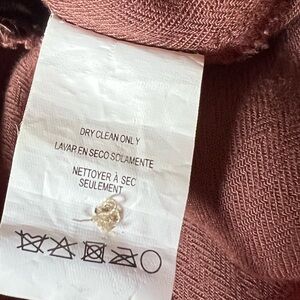 DRY CLEAN ONLY
LAVAR EN SECO SOLAMENTE
NETTOYER À SEC
SEULEMENT